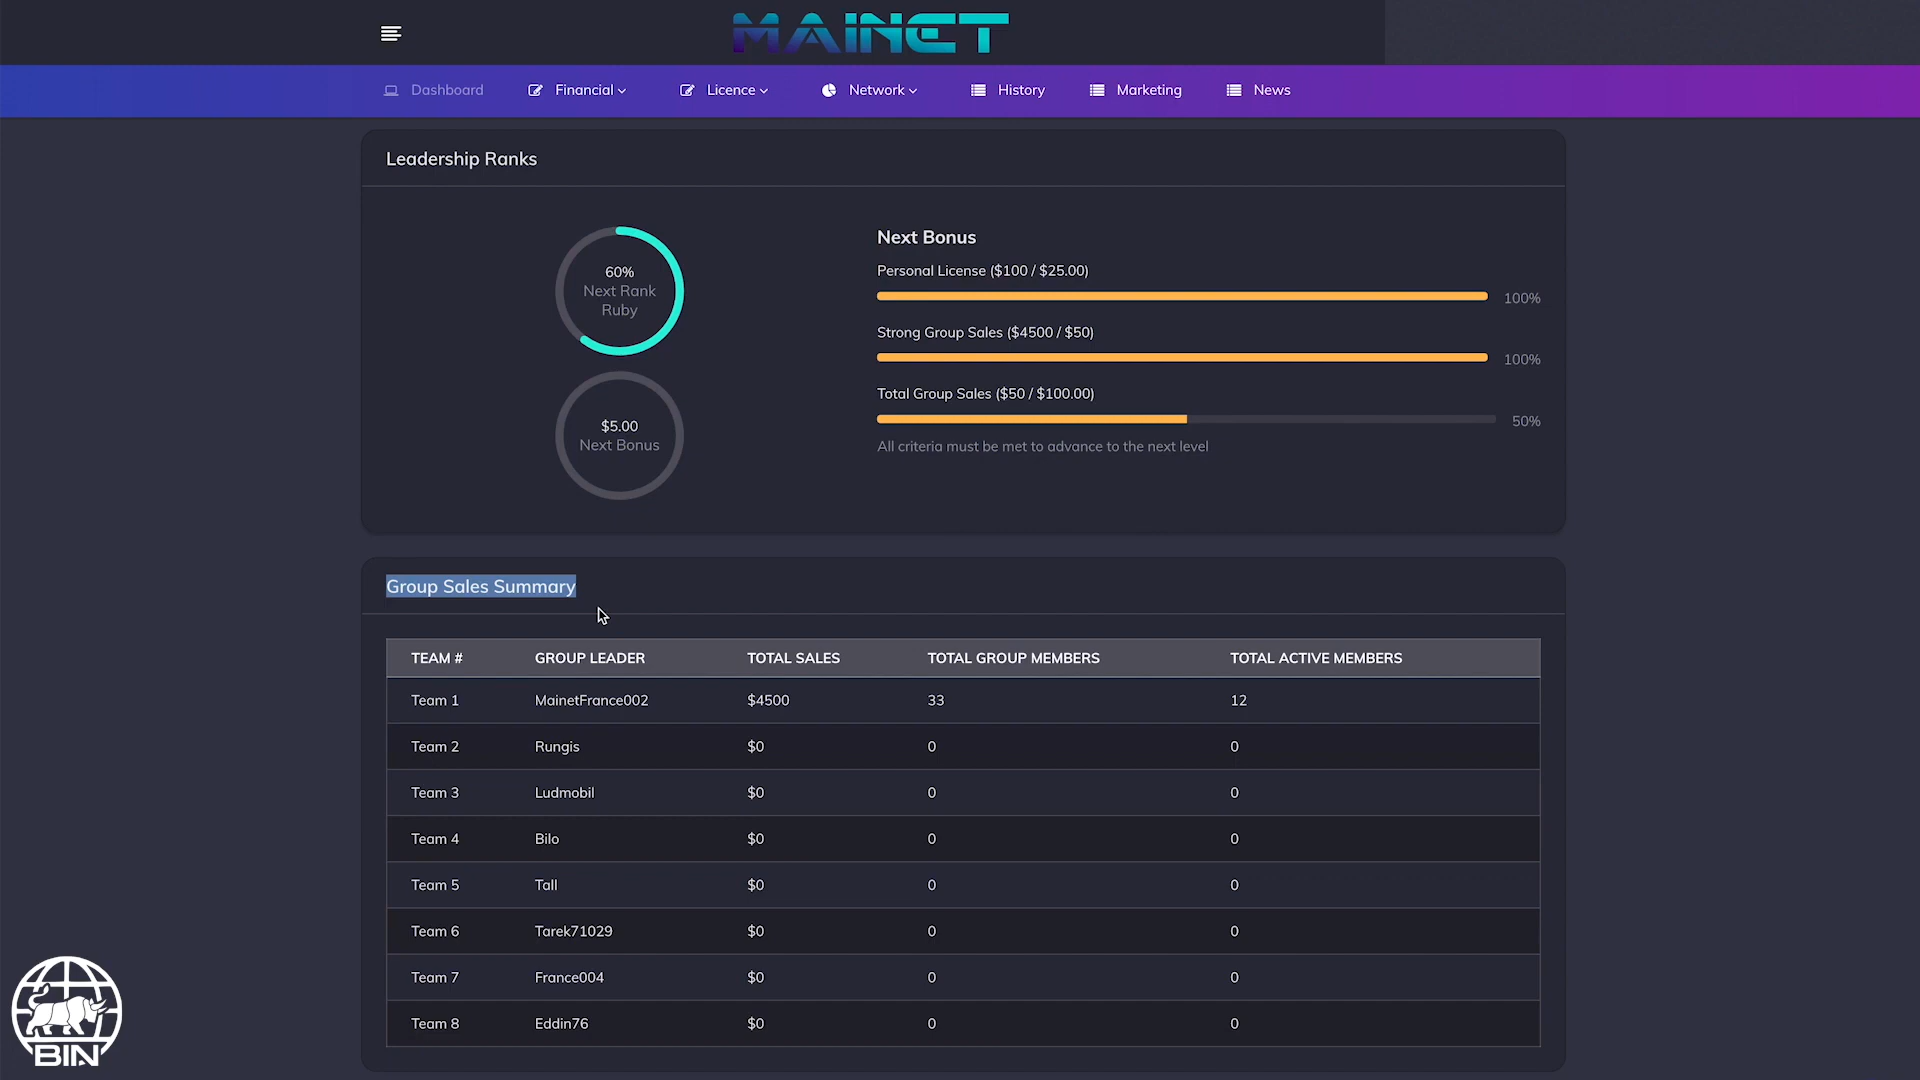 MAINET
Dashboard Financial Licence Network History Marketing News
Leadership Ranks
60%
Next Rank
Ruby
$5.00
Next Bonus
Next Bonus
Personal License ($100 / $25.00)
100%
Strong Group Sales ($4500 / $50)
100%
Total Group Sales ($50 / $100.00)
50%
All criteria must be met to advance to the next level
Group Sales Summary
TEAM # GROUP LEADER TOTAL SALES TOTAL GROUP MEMBERS TOTAL ACTIVE MEMBERS
Team 1 MainetFrance002 $4500 33 12
Team 2 Rungis $0 0 0
Team 3 Ludmobil $0 0 0
Team 4 Bilo $0 0 0
Team 5 Tall $0 0 0
Team 6 Tarek71029 $0 0 0
Team 7 France004 $0 0 0
Team 8 Eddin76 $0 0 0
BIN